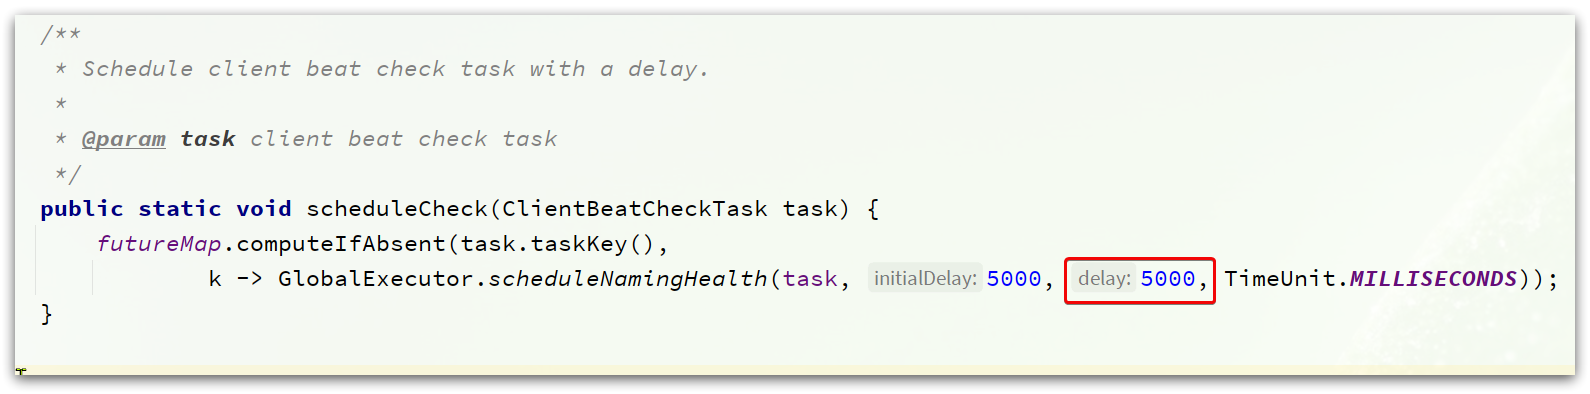 /**
 * Schedule client beat check task with a delay.
 *
 * @param task client beat check task
 */
public static void scheduleCheck(ClientBeatCheckTask task) {
    futureMap.computeIfAbsent(task.taskKey(),
            k -> GlobalExecutor.scheduleNamingHealth(task, initialDelay: 5000, delay: 5000, TimeUnit.MILLISECONDS));
}